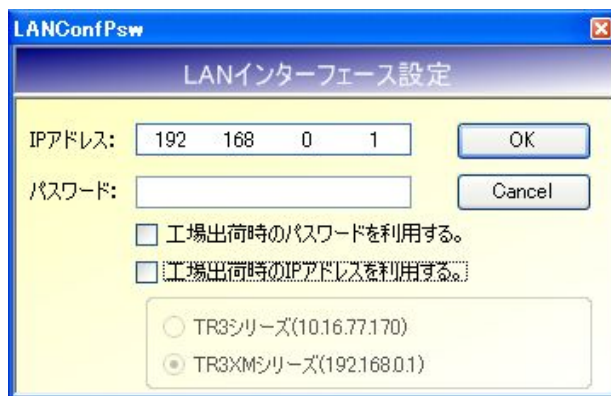 LANConfPsw
LANインターフェース設定
IPアドレス: 192 168 0 1 OK
パスワード: Cancel
工場出荷時のパスワードを利用する。
工場出荷時のIPアドレスを利用する。
TR3シリーズ(10.16.77.170)
TR3XMシリーズ(192.168.0.1)